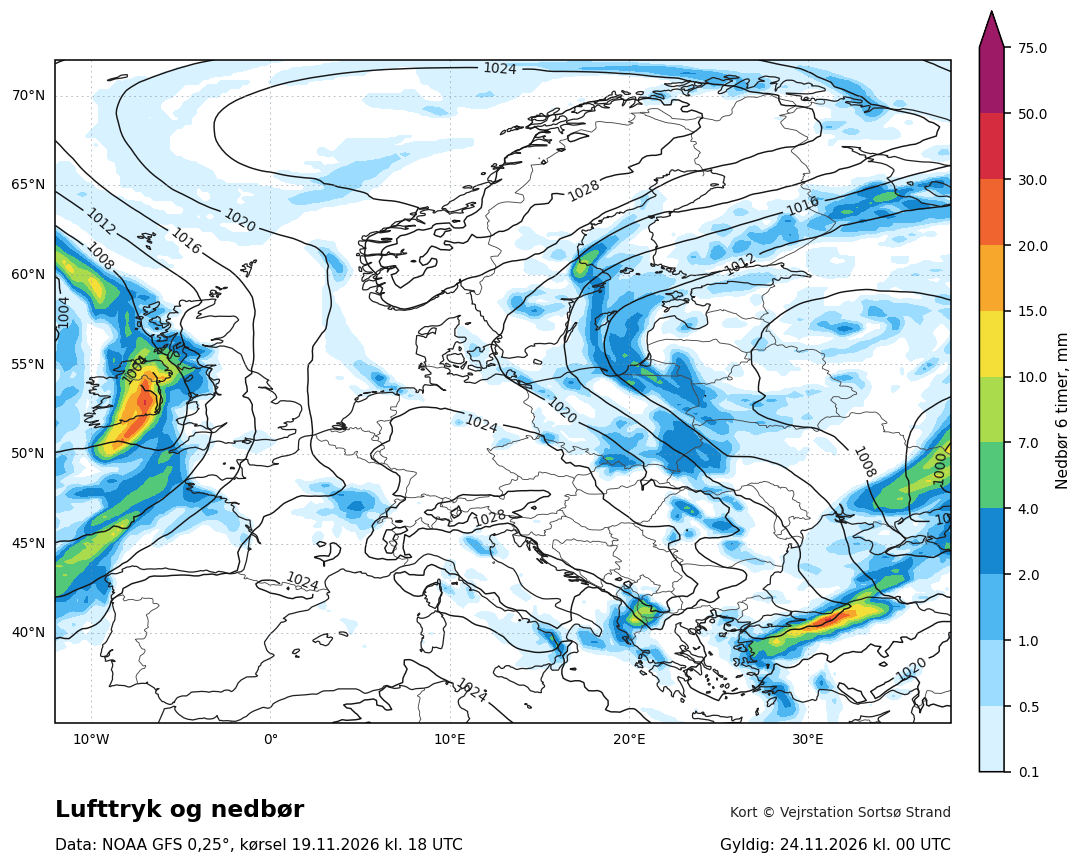 1024
70°N
65°N
60°N
55°N
50°N
45°N
40°N
1028
1020
1016
1012
1016
1012
1008
1004
1004
1020
1024
1008
1000
1028
10
1024
1020
1024
10°W
0°
10°E
20°E
30°E
75.0
50.0
30.0
20.0
15.0
10.0
7.0
4.0
2.0
1.0
0.5
0.1
Nedbør 6 timer, mm
Lufttryk og nedbør
Kort © Vejrstation Sortsø Strand
Data: NOAA GFS 0,25°, kørsel 19.11.2026 kl. 18 UTC
Gyldig: 24.11.2026 kl. 00 UTC